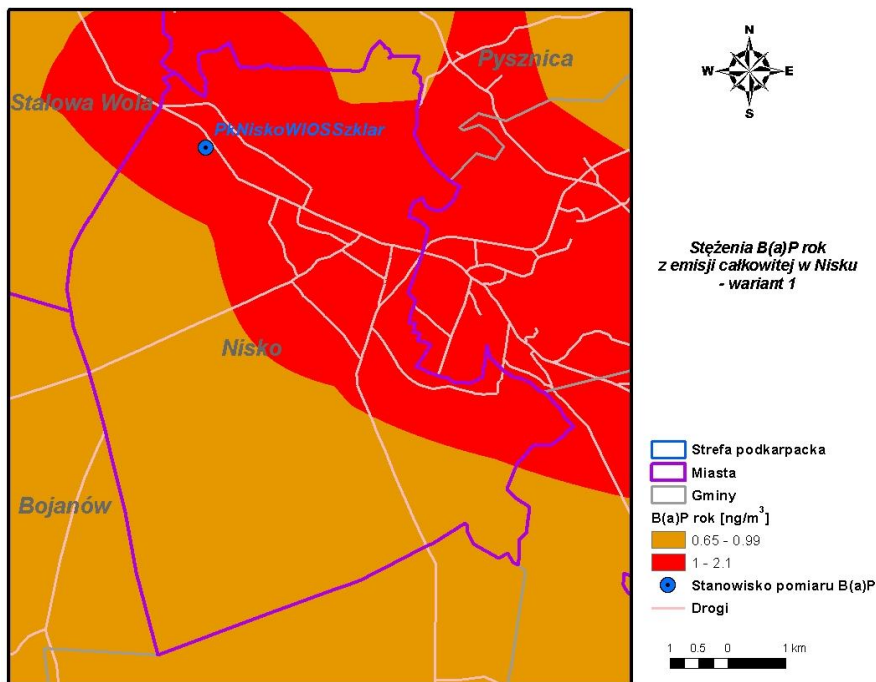 Pysznica
Stalowa Wola
PkNiskoWIOSSzklar
Nisko
Bojanów
N
W E
S
Stężenia B(a)P rok
z emisji całkowitej w Nisku
- wariant 1
Strefa podkarpacka
Miasta
Gminy
B(a)P rok [ng/m³]
0.65 - 0.99
1 - 2.1
Stanowisko pomiaru B(a)P
Drogi
1 0.5 0 1 km